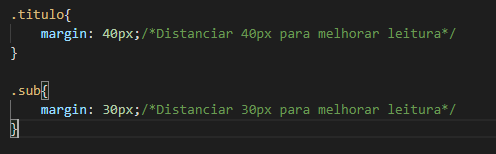 .titulo{
margin: 40px;/*Distanciar 40px para melhorar leitura*/
}
.sub{
margin: 30px;/*Distanciar 30px para melhorar leitura*/
}